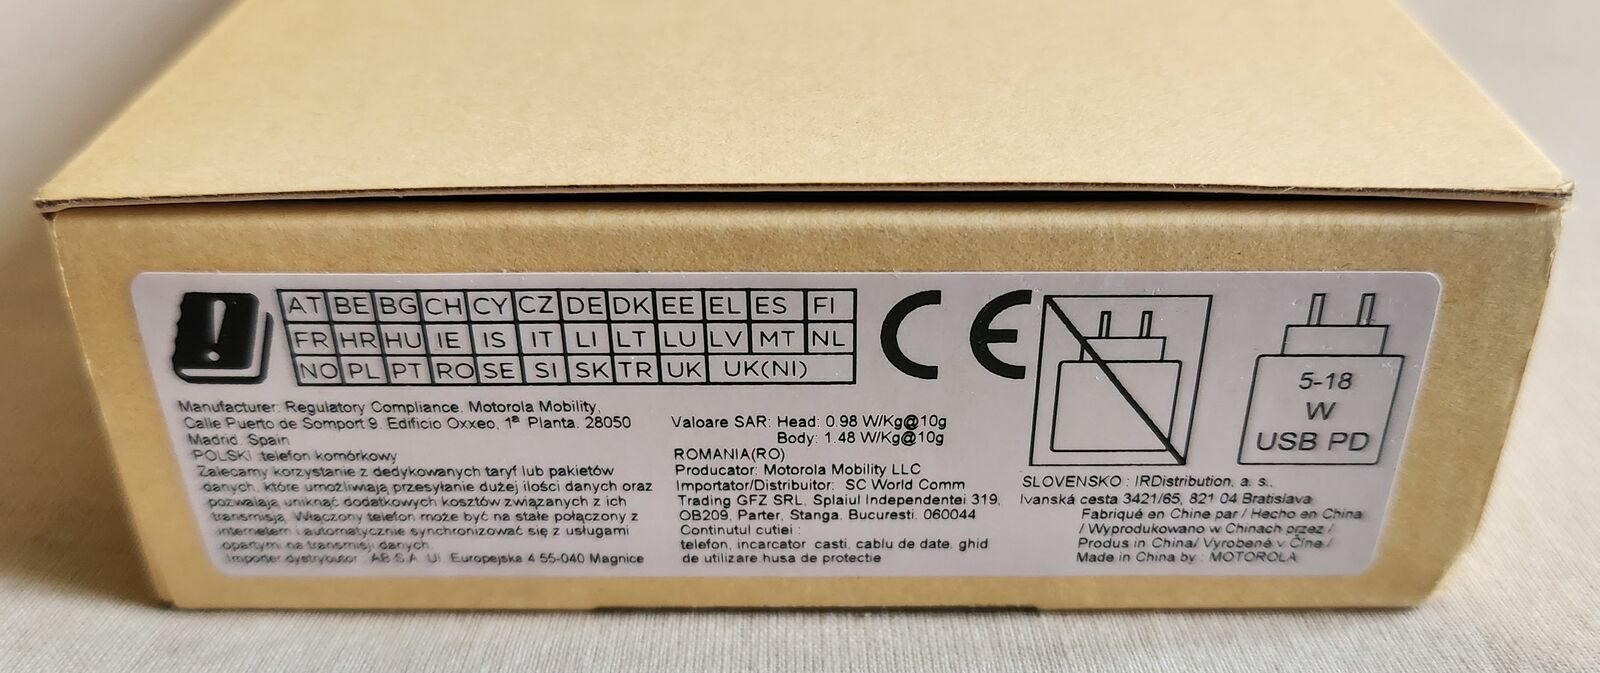 AT BE BG CH CY CZ DE DK EE EL ES FI
FR HR HU IE IS IT LI LT LU LV MT NL
NO PL PT RO SE SI SK TR UK UK(NI)
CE
5-18
W
USB PD
Manufacturer: Regulatory Compliance. Motorola Mobility,
Calle Puerto de Somport 9. Edificio Oxxeo, 1ª Planta. 28050
Madrid. Spain
POLSKI :telefon komórkowy
Zalecamy korzystanie z dedykowanych taryf lub pakietów
danych, które umożliwiają przesyłanie dużej ilości danych oraz
pozwalają uniknąć dodatkowych kosztów związanych z ich
transmisją. Włączony telefon może być na stałe połączony z
internetem i automatycznie synchronizować się z usługami
opartymi na transmisji danych.
Importer dystrybutor : AB S.A. Ul. Europejska 4 55-040 Magnice
Valoare SAR: Head: 0.98 W/Kg@10g
Body: 1.48 W/Kg@10g
ROMANIA(RO)
Producator: Motorola Mobility LLC
Importator/Distribuitor: SC World Comm
Trading GFZ SRL, Splaiul Independentei 319,
OB209, Parter, Stanga. Bucuresti. 060044
Continutul cutiei :
telefon, incarcator. casti, cablu de date. ghid
de utilizare husa de protectie
SLOVENSKO : IRDistribution. a. s.,
Ivanská cesta 3421/65, 821 04 Bratislava
Fabriqué en Chine par / Hecho en China
/ Wyprodukowano w Chinach przez /
Produs in China/ Vyrobené v Číne/
Made in China by : MOTOROLA